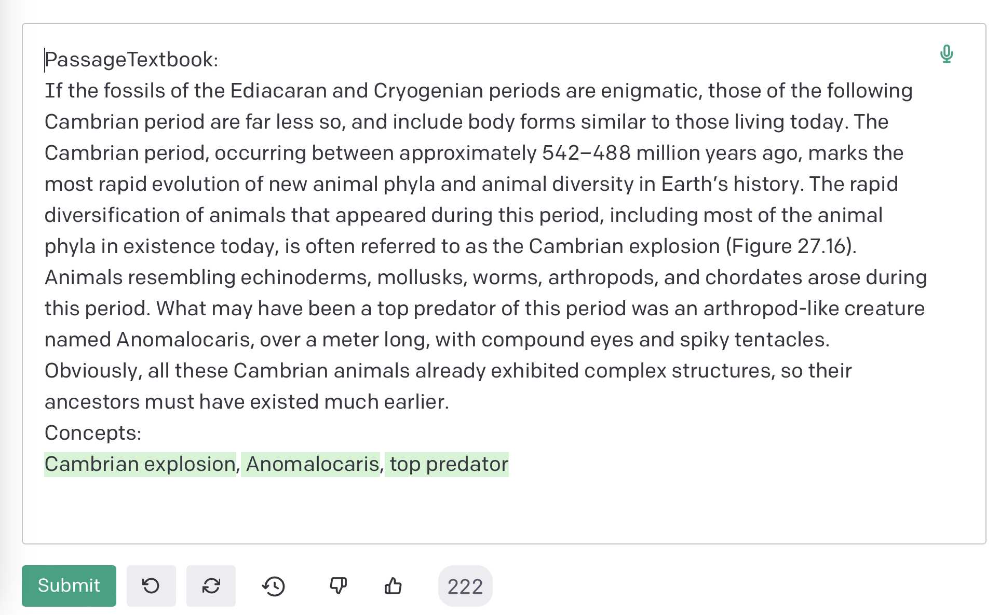 PassageTextbook:
If the fossils of the Ediacaran and Cryogenian periods are enigmatic, those of the following
Cambrian period are far less so, and include body forms similar to those living today. The
Cambrian period, occurring between approximately 542–488 million years ago, marks the
most rapid evolution of new animal phyla and animal diversity in Earth’s history. The rapid
diversification of animals that appeared during this period, including most of the animal
phyla in existence today, is often referred to as the Cambrian explosion (Figure 27.16).
Animals resembling echinoderms, mollusks, worms, arthropods, and chordates arose during
this period. What may have been a top predator of this period was an arthropod-like creature
named Anomalocaris, over a meter long, with compound eyes and spiky tentacles.
Obviously, all these Cambrian animals already exhibited complex structures, so their
ancestors must have existed much earlier.
Concepts:
Cambrian explosion, Anomalocaris, top predator
Submit
222